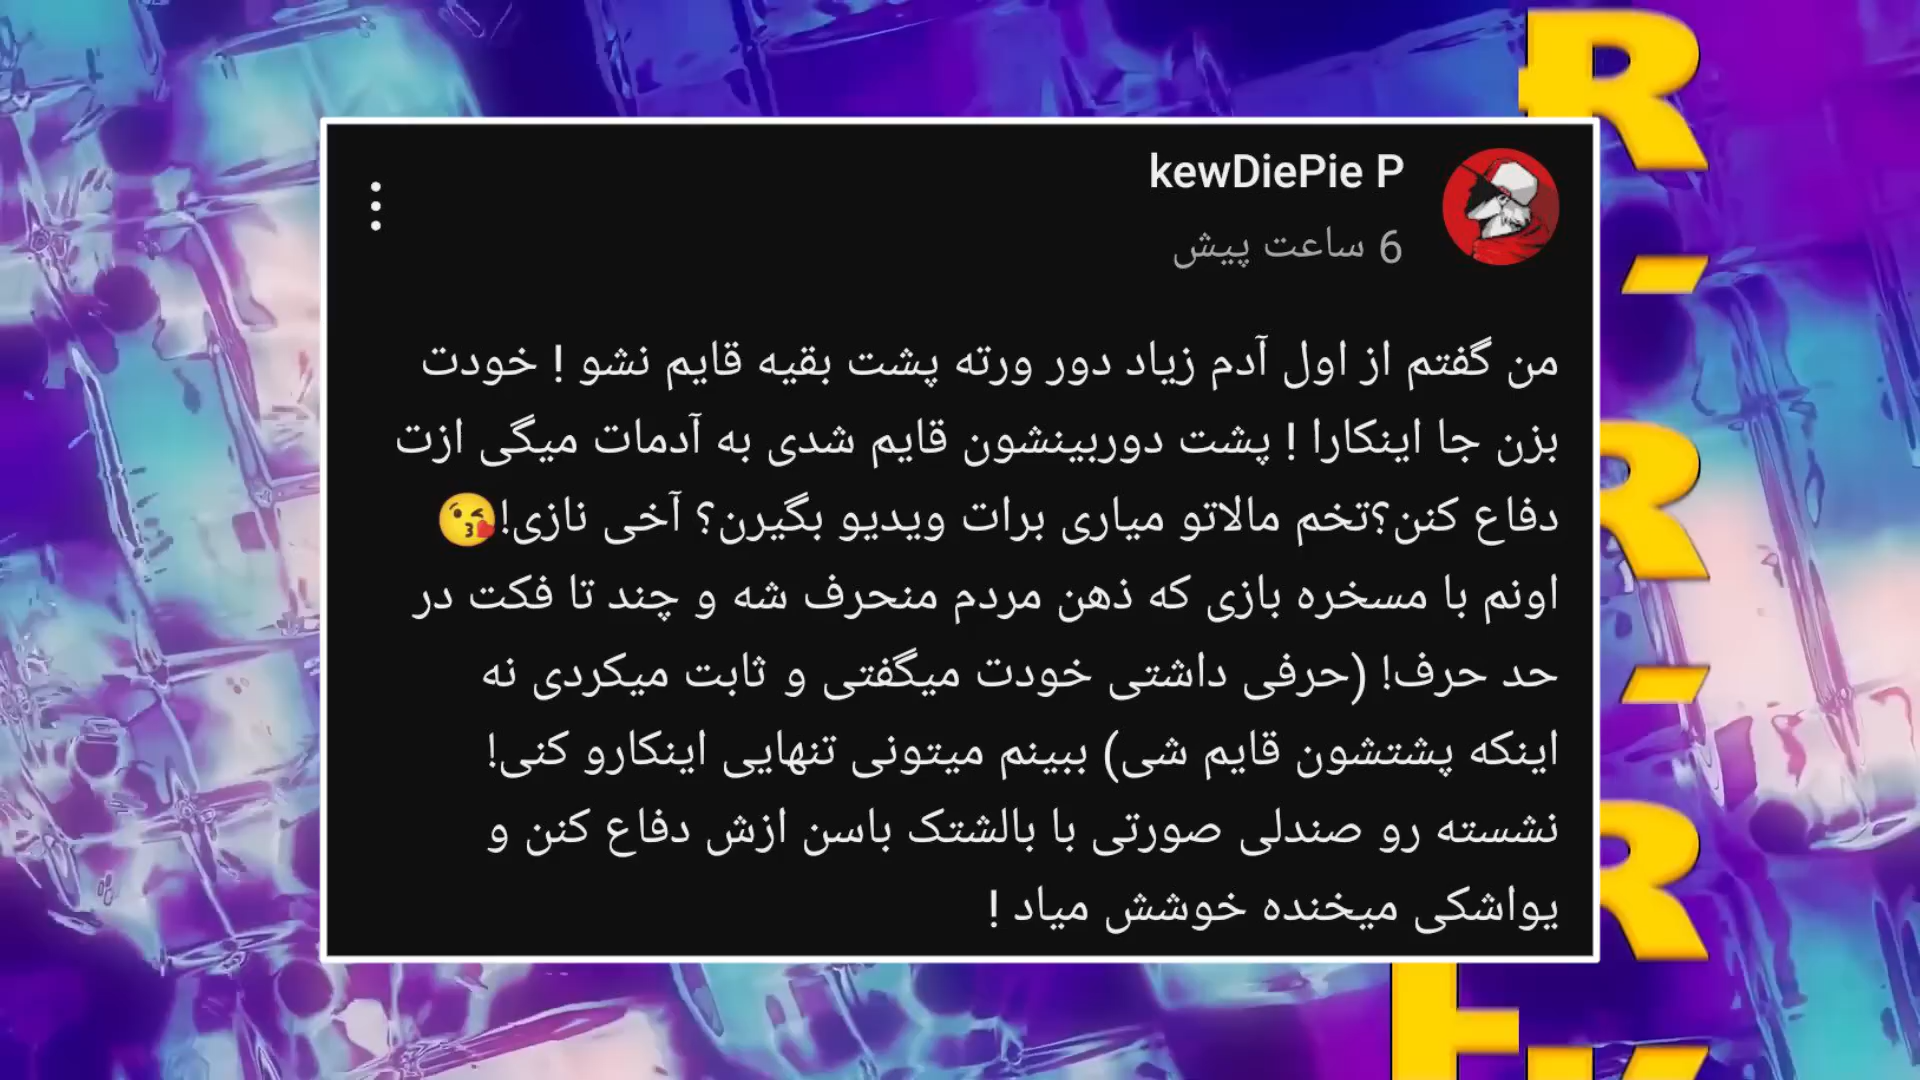 kewDiePie P
6 ساعت پیش
من گفتم از اول آدم زیاد دور ورته پشت بقیه قایم نشو ! خودت
بزن جا اینکارا ! پشت دوربینشون قایم شدی به آدمات میگی ازت
دفاع کنن؟تخم مالاتو میاری برات ویدیو بگیرن؟ آخی نازی!😘
اونم با مسخره بازی که ذهن مردم منحرف شه و چند تا فکت در
حد حرف! (حرفی داشتی خودت میگفتی و ثابت میکردی نه
اینکه پشتشون قایم شی) ببینم میتونی تنهایی اینکارو کنی!
نشسته رو صندلی صورتی با بالشتک باسن ازش دفاع کنن و
یواشکی میخنده خوشش میاد !
R
R
R